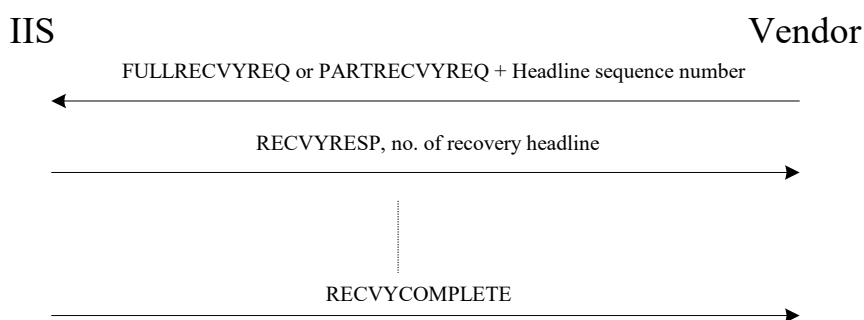 IIS Vendor
FULLRECVYREQ or PARTRECVYREQ + Headline sequence number
RECVYRESP, no. of recovery headline
RECVYCOMPLETE